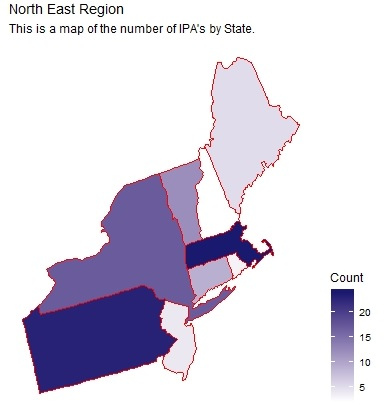 North East Region
This is a map of the number of IPA's by State.
Count
20
15
10
5